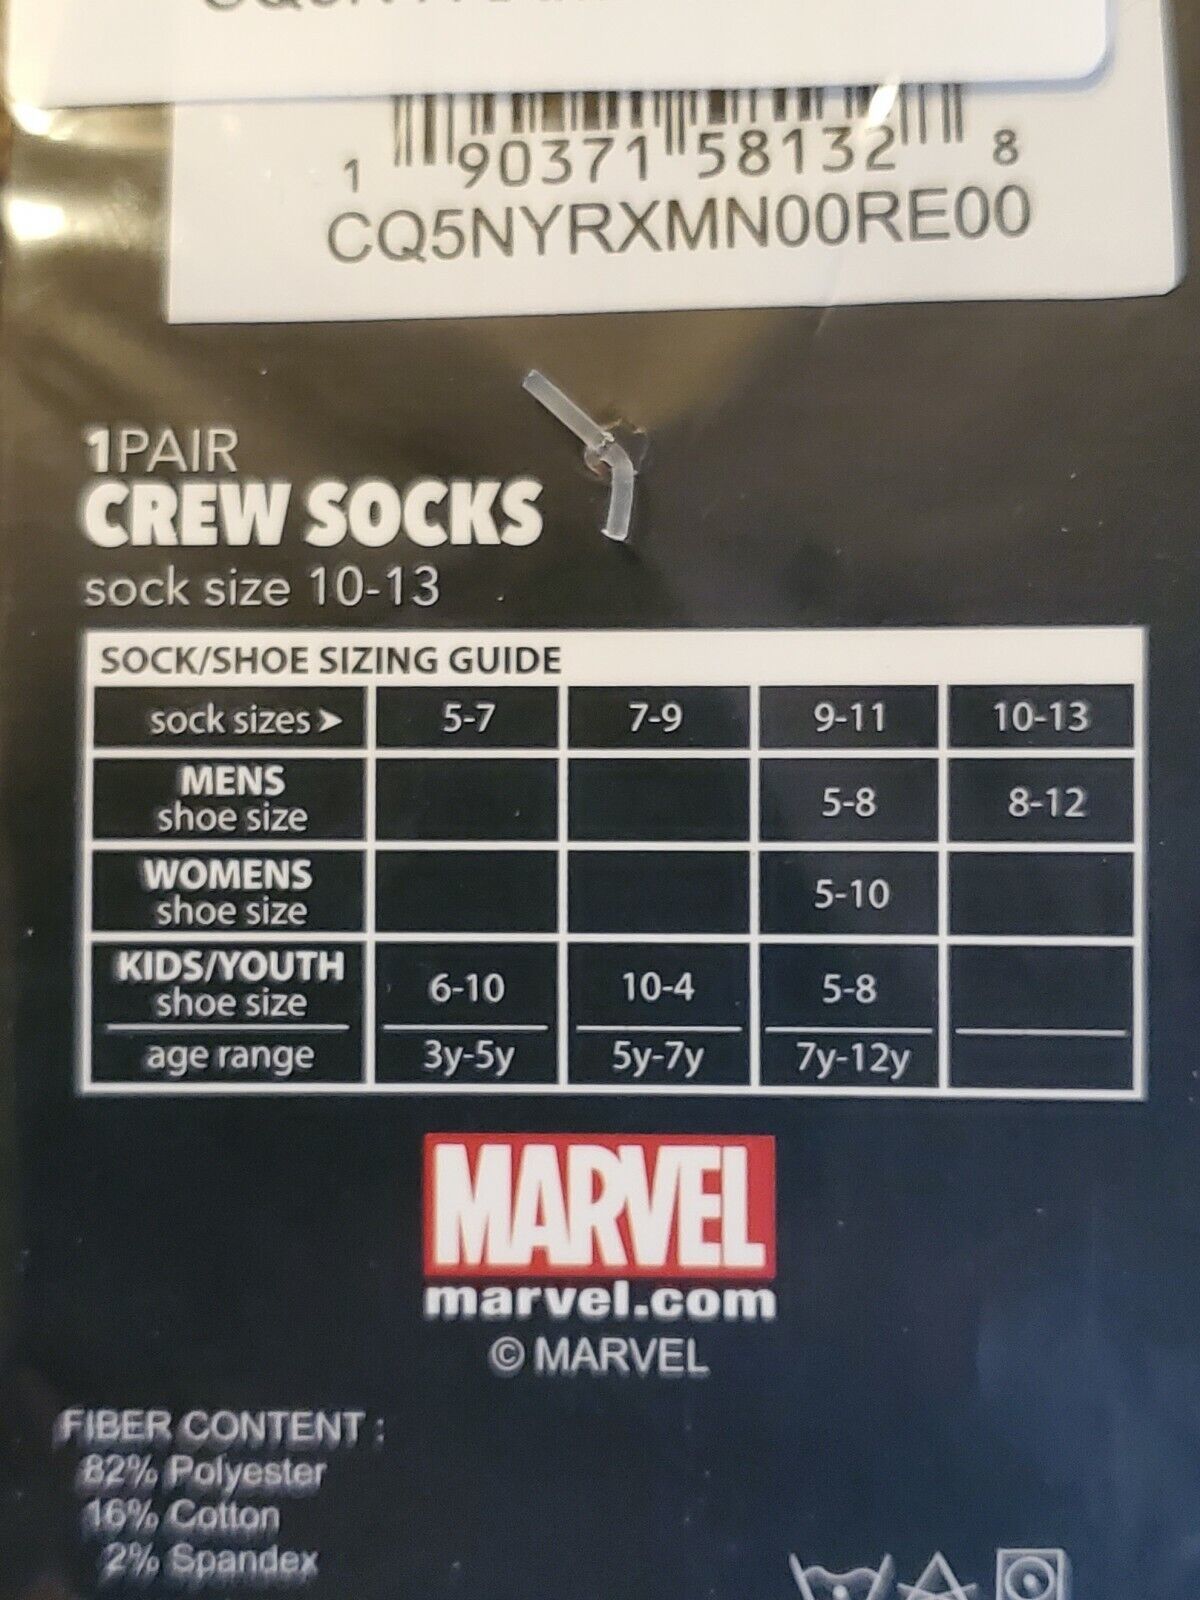 1 90371 58132 8
CQ5NYRXMN00RE00
1PAIR
CREW SOCKS
sock size 10-13
SOCK/SHOE SIZING GUIDE
sock sizes ➤ 5-7 7-9 9-11 10-13
MENS
shoe size 5-8 8-12
WOMENS
shoe size 5-10
KIDS/YOUTH
shoe size 6-10 10-4 5-8
age range 3y-5y 5y-7y 7y-12y
MARVEL
marvel.com
© MARVEL
FIBER CONTENT :
82% Polyester
16% Cotton
2% Spandex